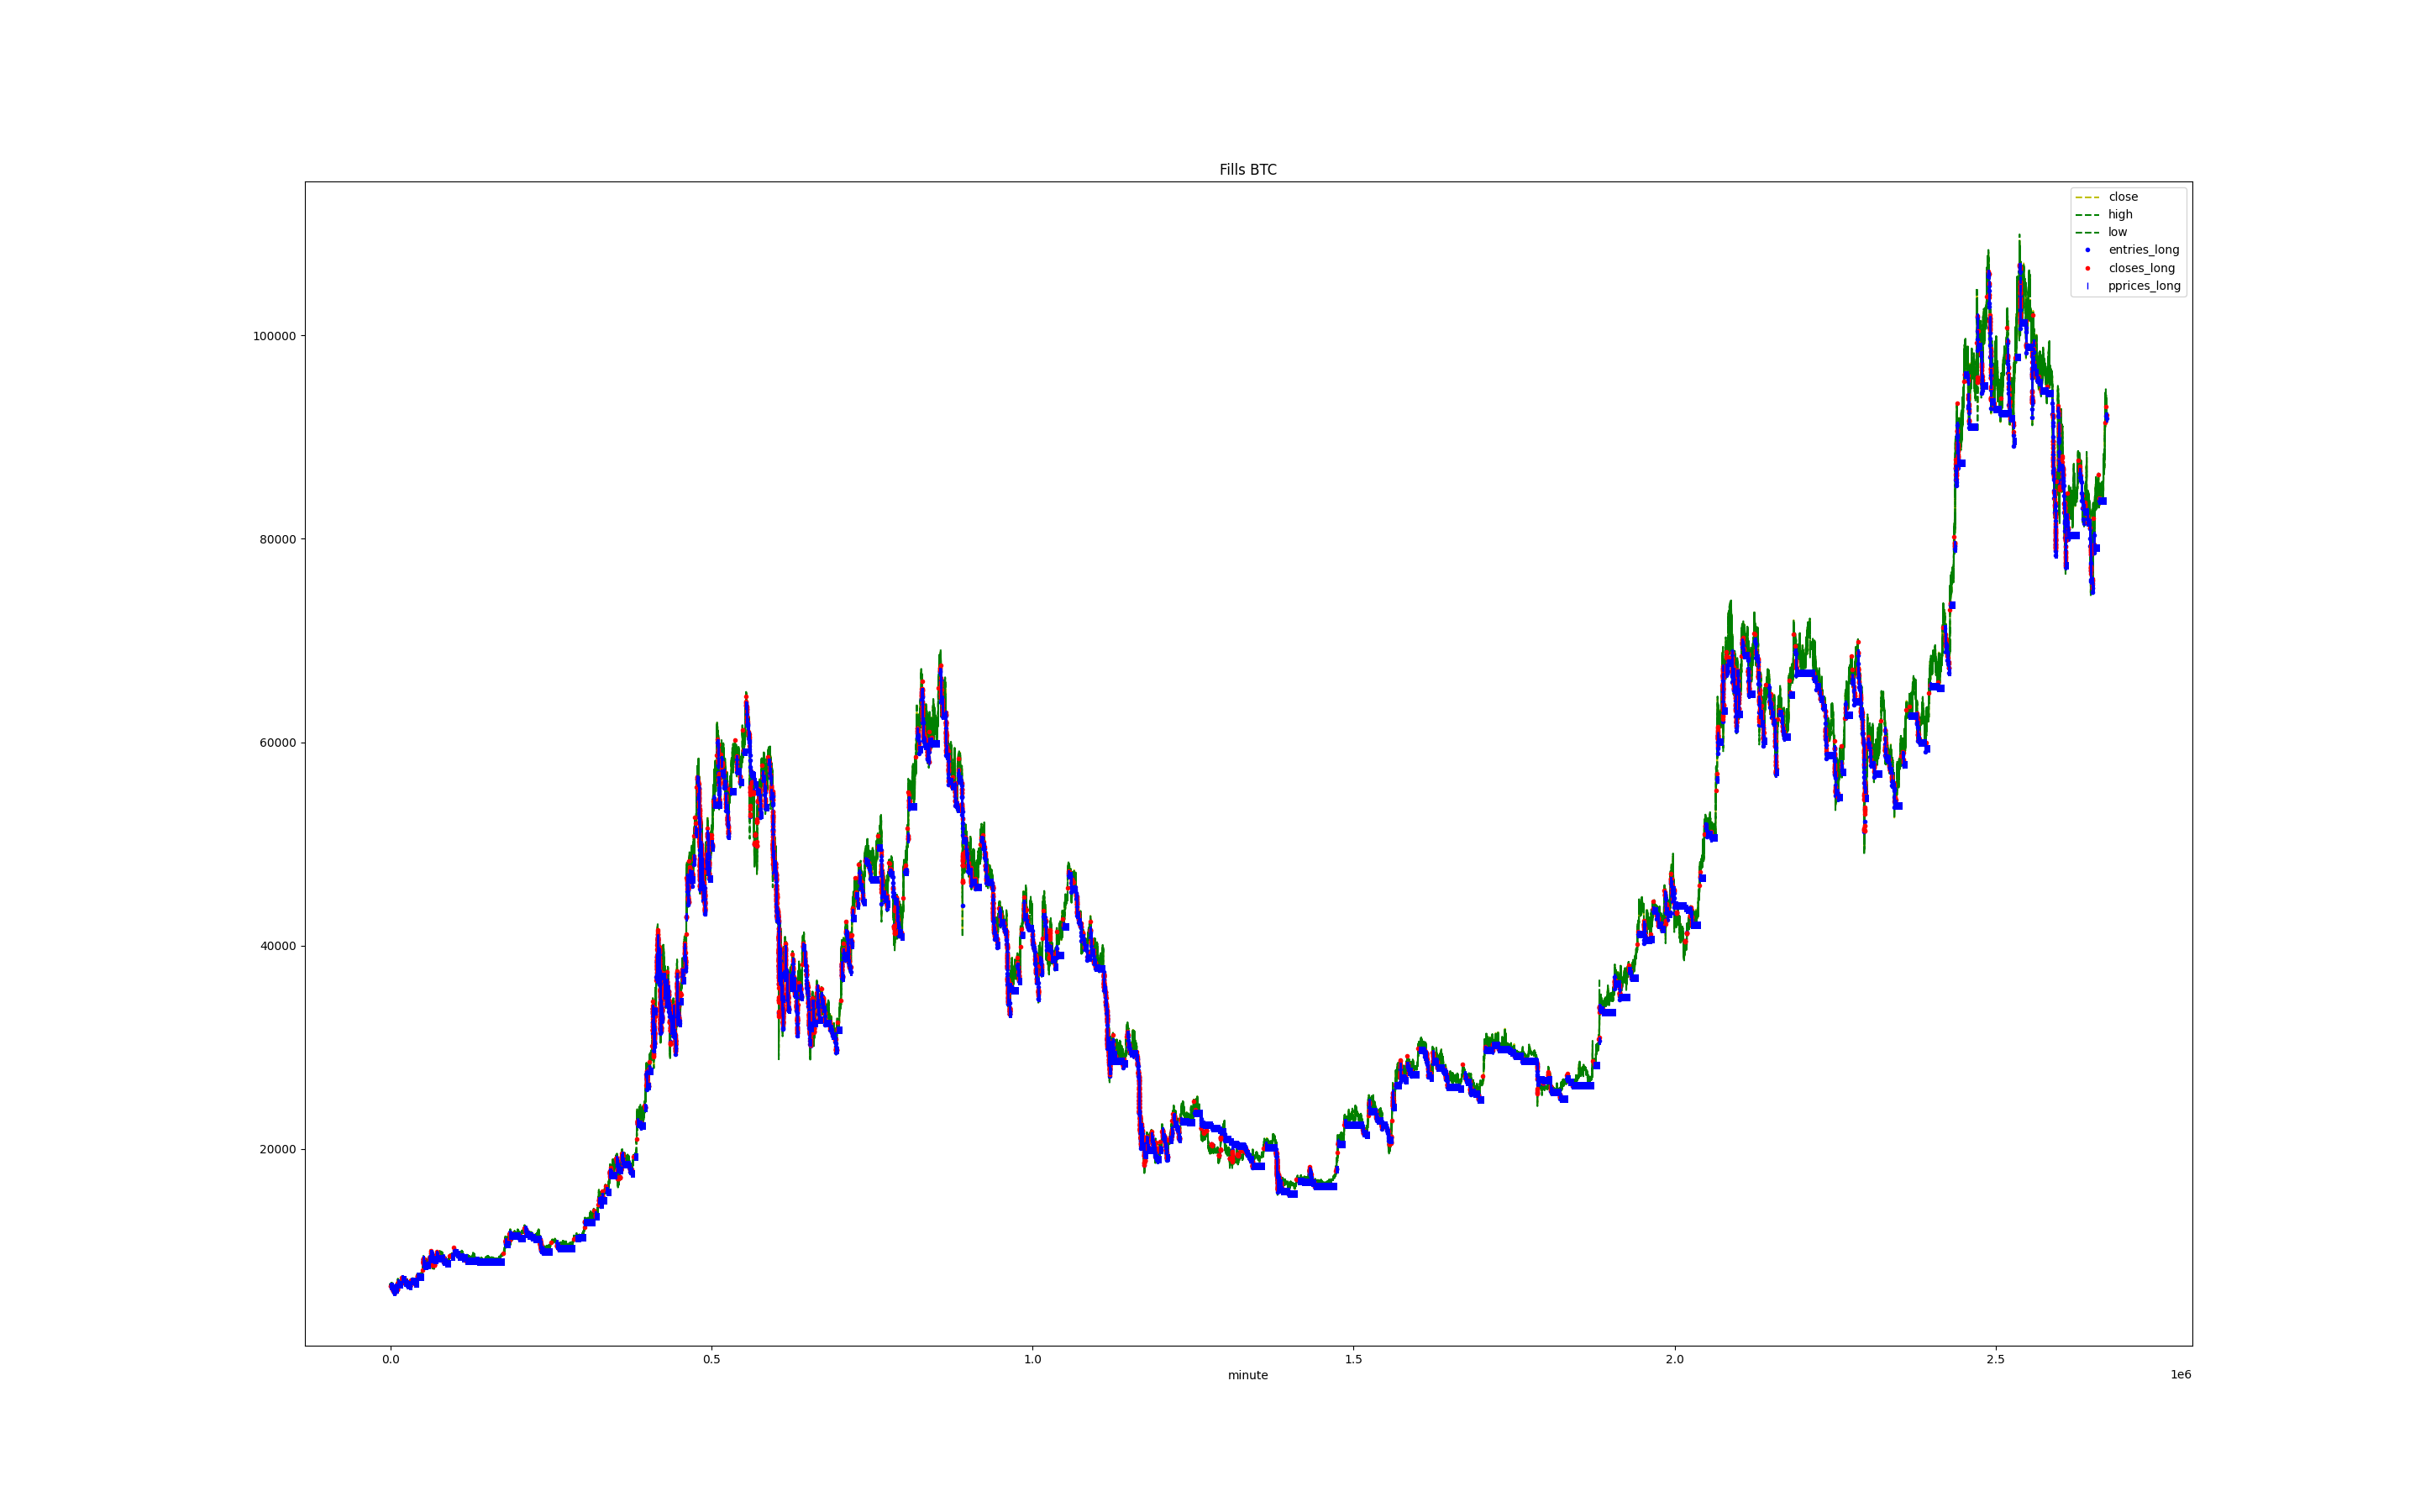 Fills BTC
close
high
low
entries_long
closes_long
pprices_long
100000
80000
60000
40000
20000
0.0 0.5 1.0 1.5 2.0 2.5
minute
1e6